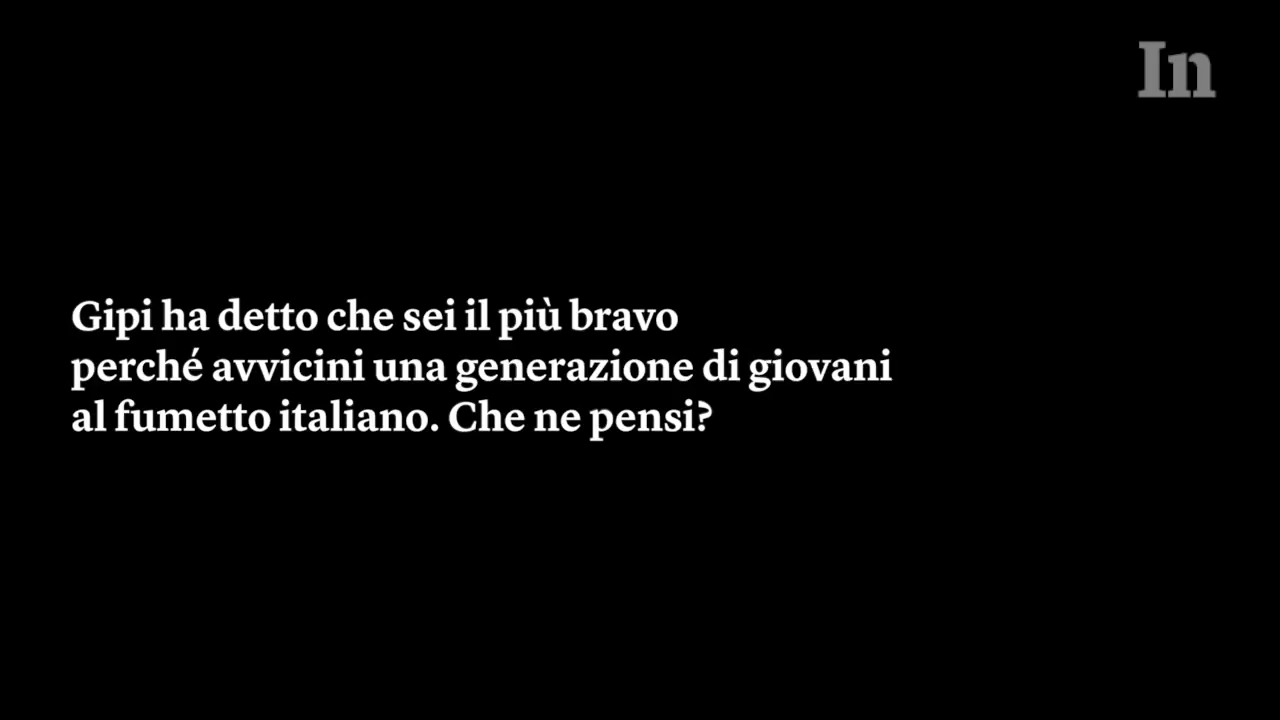 In
Gipi ha detto che sei il più bravo
perché avvicini una generazione di giovani
al fumetto italiano. Che ne pensi?